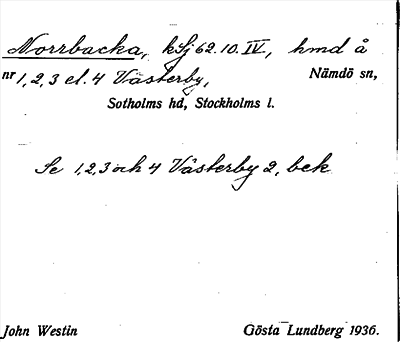 Norrbacka, kSj 62.10.IV, hmd å
nr 1, 2, 3 el. 4 Västerby, Nämdö sn,
Sotholms hd, Stockholms l.
Se 1, 2, 3 och 4 Västerby 2, bek
John Westin Gösta Lundberg 1936.